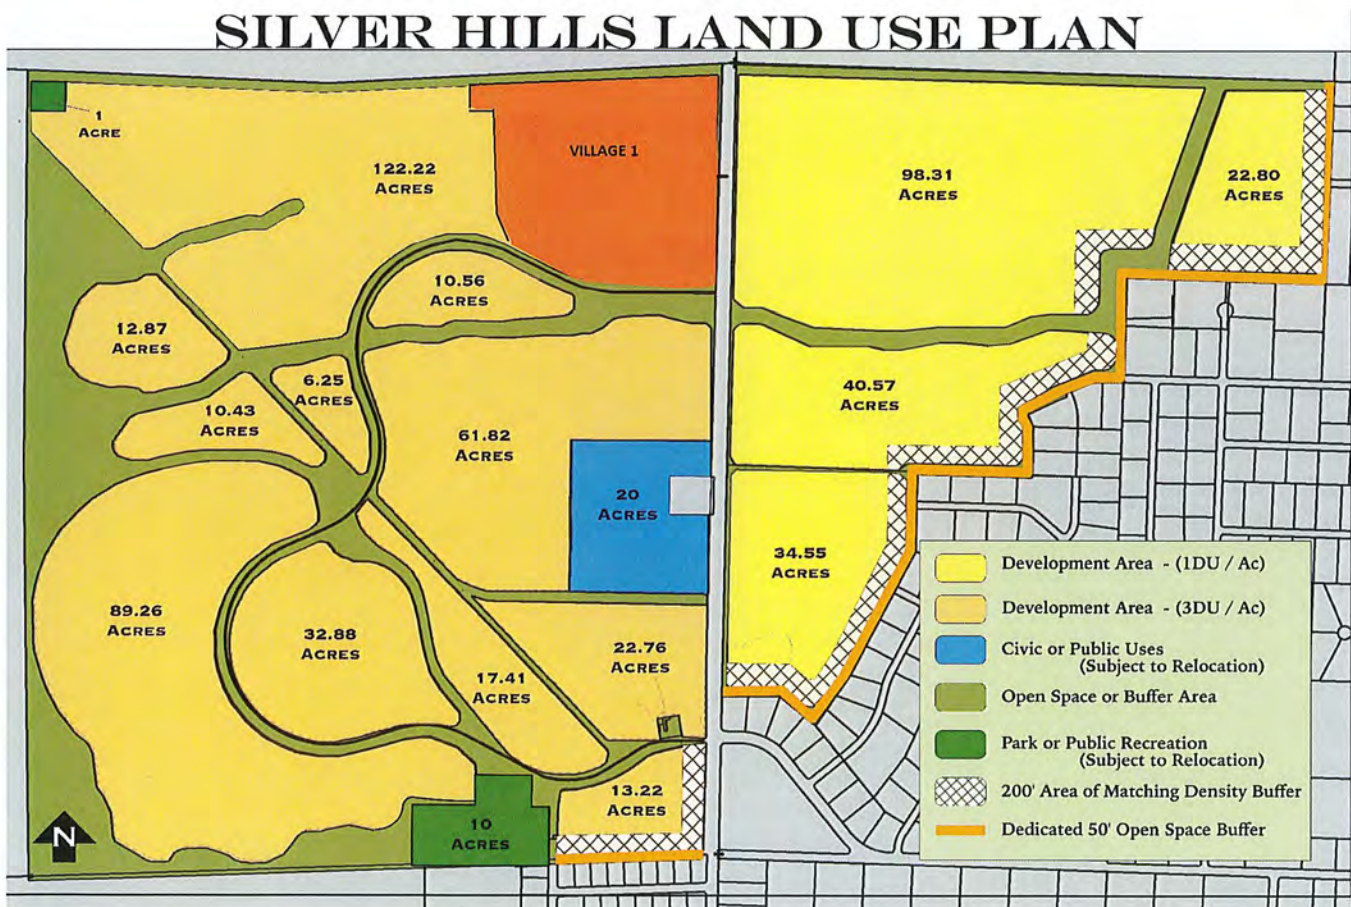 SILVER HILLS LAND USE PLAN
1
ACRE
VILLAGE 1
122.22
ACRES
98.31
ACRES
22.80
ACRES
10.56
ACRES
12.87
ACRES
6.25
ACRES
40.57
ACRES
10.43
ACRES
61.82
ACRES
20
ACRES
34.55
ACRES
89.26
ACRES
32.88
ACRES
22.76
ACRES
17.41
ACRES
13.22
ACRES
10
ACRES
N
Development Area - (1DU / Ac)
Development Area - (3DU / Ac)
Civic or Public Uses
(Subject to Relocation)
Open Space or Buffer Area
Park or Public Recreation
(Subject to Relocation)
200' Area of Matching Density Buffer
Dedicated 50' Open Space Buffer